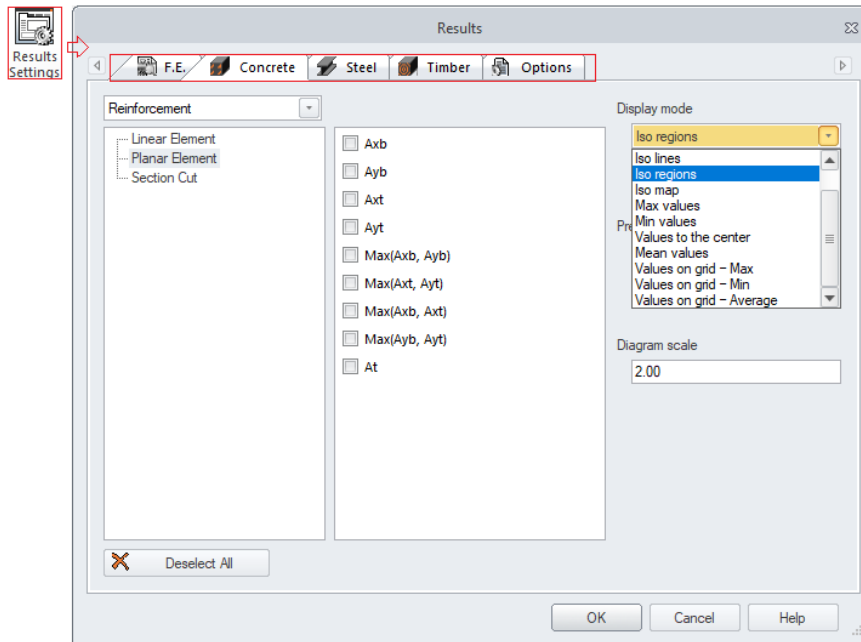 Results
Results
Settings
F.E.
Concrete
Steel
Timber
Options
Reinforcement
Linear Element
Planar Element
Section Cut
Deselect All
Axb
Ayb
Axt
Ayt
Max(Axb, Ayb)
Max(Axt, Ayt)
Max(Axb, Axt)
Max(Ayb, Ayt)
At
Display mode
Iso regions
Iso lines
Iso regions
Iso map
Max values
Min values
Values to the center
Mean values
Values on grid – Max
Values on grid – Min
Values on grid – Average
Pre
Diagram scale
2.00
OK
Cancel
Help